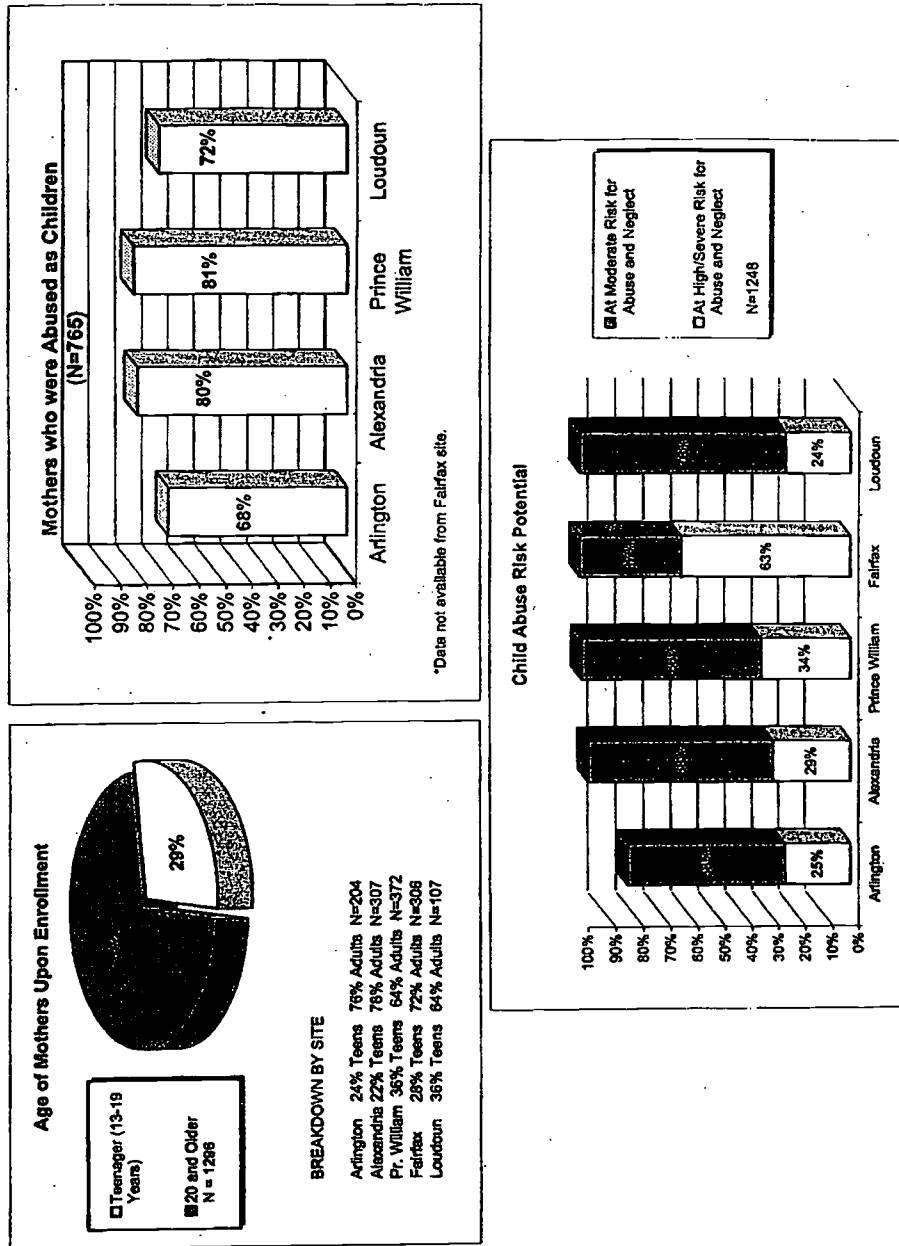 Age of Mothers Upon Enrollment
Teenager (13-19
Years)
20 and Older
N = 1296
29%
BREAKDOWN BY SITE
Arlington 24% Teens 76% Adults N=204
Alexandria 22% Teens 78% Adults N=307
Pr. William 36% Teens 64% Adults N=372
Fairfax 28% Teens 72% Adults N=306
Loudoun 36% Teens 64% Adults N=107
Mothers who were Abused as Children
(N=765)
100%
90%
80%
70%
60%
50%
40%
30%
20%
10%
0%
68%
80%
81%
72%
Arlington
Alexandria
Prince
William
Loudoun
*Data not available from Fairfax site.
Child Abuse Risk Potential
100%
90%
80%
70%
60%
50%
40%
30%
20%
10%
0%
25%
29%
34%
63%
24%
Arlington
Alexandria
Prince William
Fairfax
Loudoun
At Moderate Risk for
Abuse and Neglect
At High/Severe Risk for
Abuse and Neglect
N=1248